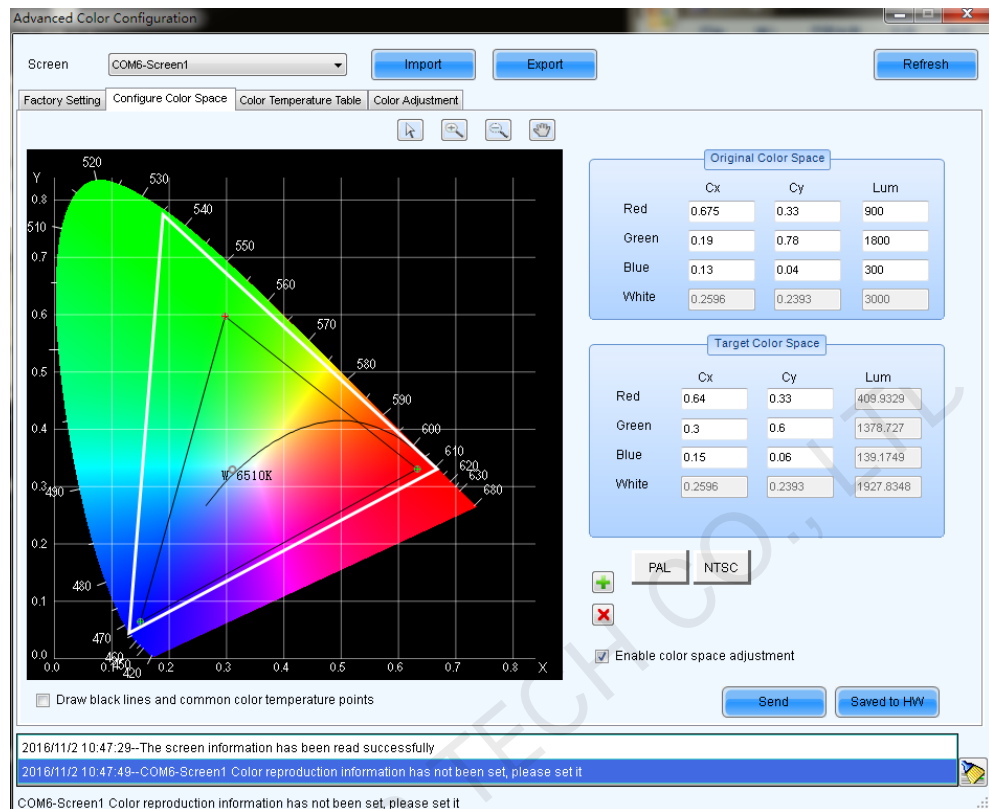 Advanced Color Configuration
Screen COM6-Screen1 Import Export Refresh
Factory Setting Configure Color Space Color Temperature Table Color Adjustment
520
Y
530
0.8
540
510
550
0.7
560
0.6
570
0.5
580
590
0.4
600
610
620
W 6510K
630
0.3
490
680
0.2
480
0.1
470
0.0
460
450
420
0.0 0.1 0.2 0.3 0.4 0.5 0.6 0.7 0.8 X
Draw black lines and common color temperature points
Original Color Space
Cx Cy Lum
Red 0.675 0.33 900
Green 0.19 0.78 1800
Blue 0.13 0.04 300
White 0.2596 0.2393 3000
Target Color Space
Cx Cy Lum
Red 0.64 0.33 409.9329
Green 0.3 0.6 1378.727
Blue 0.15 0.06 139.1749
White 0.2596 0.2393 1927.8348
PAL NTSC
Enable color space adjustment
Send Saved to HW
2016/11/2 10:47:29--The screen information has been read successfully
2016/11/2 10:47:49--COM6-Screen1 Color reproduction information has not been set, please set it
COM6-Screen1 Color reproduction information has not been set, please set it
TECH CO., LTD